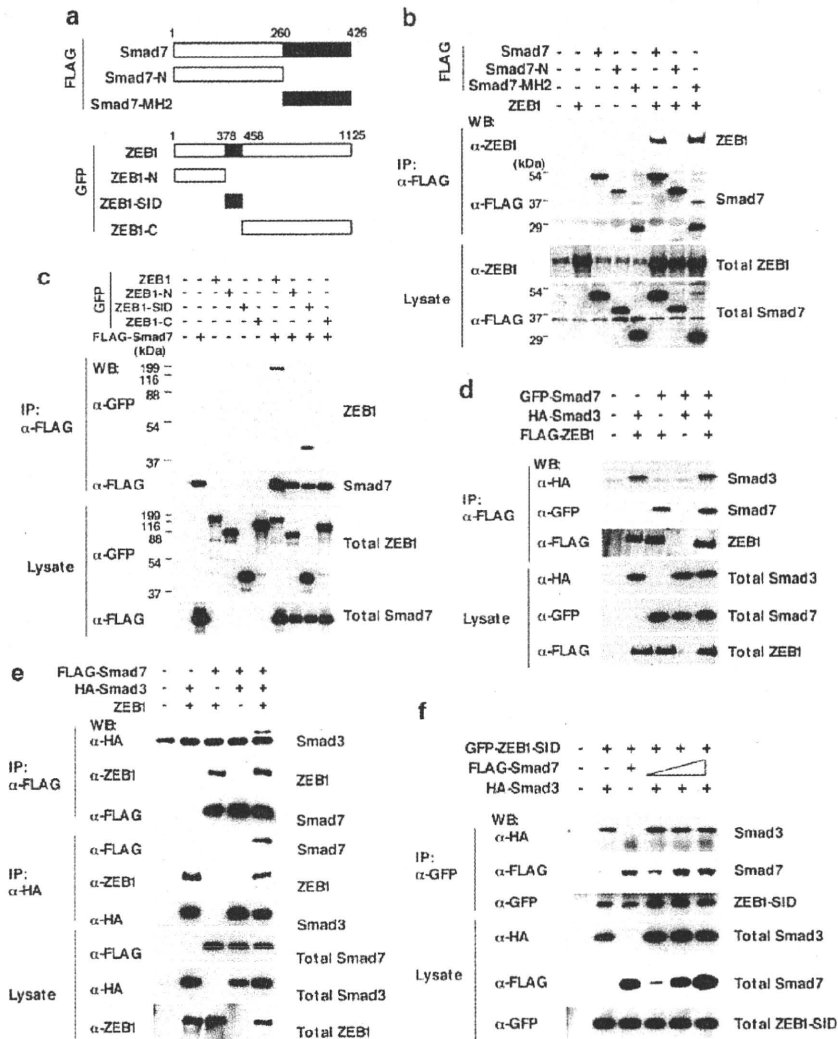 a
1 260 426
FLAG
Smad7
Smad7-N
Smad7-MH2
1 378 458 1125
GFP
ZEB1
ZEB1-N
ZEB1-SID
ZEB1-C
b
FLAG
Smad7 - - + - - + - -
Smad7-N - - - + - - + -
Smad7-MH2 - - - - + - - +
ZEB1 - + - - - + + +
WB:
IP:
α-FLAG
α-ZEB1 ZEB1
(kDa)
54
α-FLAG 37 Smad7
29
Lysate
α-ZEB1 Total ZEB1
54
α-FLAG 37 Total Smad7
29
c
GFP
ZEB1 - - + - - - + - - -
ZEB1-N - - - + - - - + - -
ZEB1-SID - - - - + - - - + -
ZEB1-C - - - - - + - - - +
FLAG-Smad7 - + - - - - + + + +
(kDa)
WB:
199
116
88
IP:
α-FLAG
α-GFP ZEB1
54
37
α-FLAG Smad7
199
116
88
Lysate
α-GFP Total ZEB1
54
37
α-FLAG Total Smad7
d
GFP-Smad7 - - + + +
HA-Smad3 - + - + +
FLAG-ZEB1 - + + - +
WB:
IP:
α-FLAG
α-HA Smad3
α-GFP Smad7
α-FLAG ZEB1
Lysate
α-HA Total Smad3
α-GFP Total Smad7
α-FLAG Total ZEB1
e
FLAG-Smad7 - - + + +
HA-Smad3 - + - + +
ZEB1 - + + - +
WB:
IP:
α-FLAG
α-HA Smad3
α-ZEB1 ZEB1
α-FLAG Smad7
IP:
α-HA
α-FLAG Smad7
α-ZEB1 ZEB1
α-HA Smad3
Lysate
α-FLAG Total Smad7
α-HA Total Smad3
α-ZEB1 Total ZEB1
f
GFP-ZEB1-SID - + + + + +
FLAG-Smad7 - - +
HA-Smad3 - + - + + +
WB:
IP:
α-GFP
α-HA Smad3
α-FLAG Smad7
α-GFP ZEB1-SID
Lysate
α-HA Total Smad3
α-FLAG Total Smad7
α-GFP Total ZEB1-SID